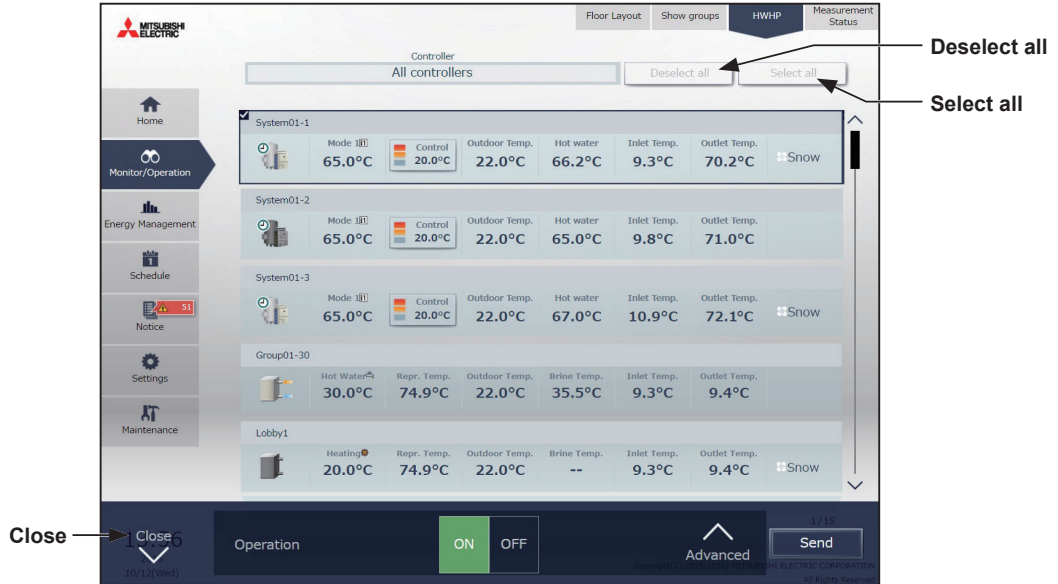 MITSUBISHI
ELECTRIC
Floor Layout
Show groups
HWHP
Measurement
Status
Deselect all
Controller
All controllers
Deselect all
Select all
Select all
Home
Monitor/Operation
Energy Management
1
Schedule
51
Notice
Settings
Maintenance
System01-1
Mode 1 Control Outdoor Temp. Hot water Inlet Temp. Outlet Temp.
65.0°C 20.0°C 22.0°C 66.2°C 9.3°C 70.2°C Snow
System01-2
Mode 1 Control Outdoor Temp. Hot water Inlet Temp. Outlet Temp.
65.0°C 20.0°C 22.0°C 65.0°C 9.8°C 71.0°C
System01-3
Mode 1 Control Outdoor Temp. Hot water Inlet Temp. Outlet Temp.
65.0°C 20.0°C 22.0°C 67.0°C 10.9°C 72.1°C Snow
Group01-30
Hot Water Repr. Temp. Outdoor Temp. Brine Temp. Inlet Temp. Outlet Temp.
30.0°C 74.9°C 22.0°C 35.5°C 9.3°C 9.4°C
Lobby1
Heating Repr. Temp. Outdoor Temp. Brine Temp. Inlet Temp. Outlet Temp.
20.0°C 74.9°C 22.0°C -- 9.3°C 9.4°C Snow
Close
Close
10/12(Wed)
Operation
ON
OFF
Advanced
1/15
Send
MITSUBISHI ELECTRIC CORPORATION
All Rights Reserved